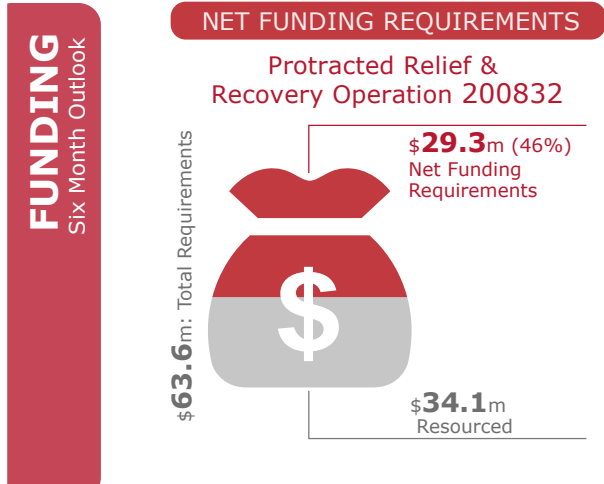 FUNDING
Six Month Outlook
NET FUNDING REQUIREMENTS
Protracted Relief &
Recovery Operation 200832
$29.3m (46%)
Net Funding
Requirements
$63.6m: Total Requirements
$
$34.1m
Resourced